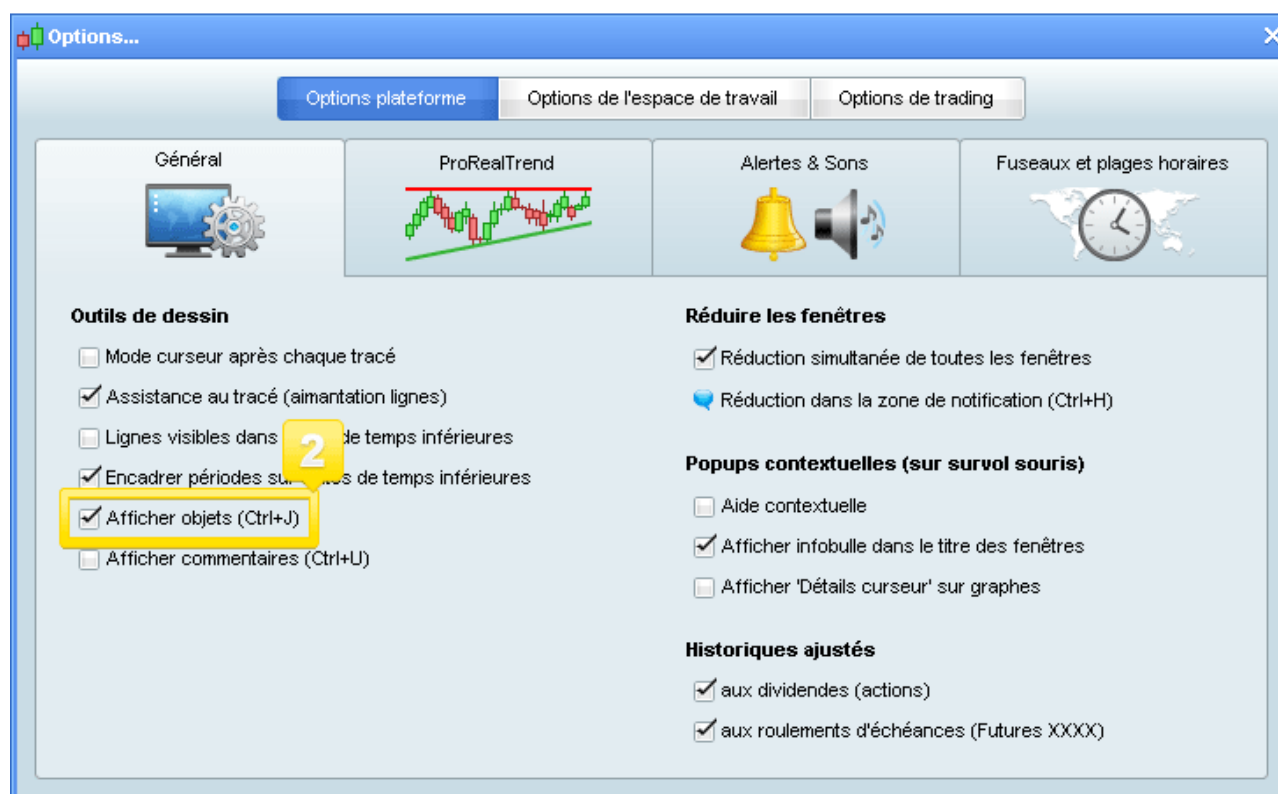 Options...
Options plateforme
Options de l'espace de travail
Options de trading
Général
ProRealTrend
Alertes & Sons
Fuseaux et plages horaires
Outils de dessin
Mode curseur après chaque tracé
Assistance au tracé (aimantation lignes)
Lignes visibles dans de temps inférieures
2
Encadrer périodes sur de temps inférieures
Afficher objets (Ctrl+J)
Afficher commentaires (Ctrl+U)
Réduire les fenêtres
Réduction simultanée de toutes les fenêtres
Réduction dans la zone de notification (Ctrl+H)
Popups contextuelles (sur survol souris)
Aide contextuelle
Afficher infobulle dans le titre des fenêtres
Afficher 'Détails curseur' sur graphes
Historiques ajustés
aux dividendes (actions)
aux roulements d'échéances (Futures XXXX)